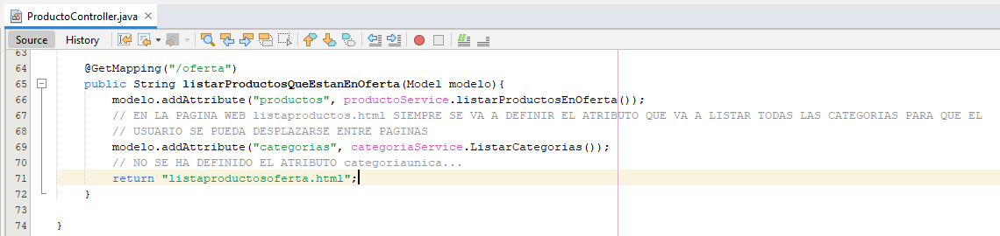 ProductoController.java
Source History
63
64 @GetMapping("/oferta")
65 public String listarProductosQueEstanEnOferta(Model modelo){
66 modelo.addAttribute("productos", productoService.listarProductosEnOferta());
67 // EN LA PAGINA WEB listaproductos.html SIEMPRE SE VA A DEFINIR EL ATRIBUTO QUE VA A LISTAR TODAS LAS CATEGORIAS PARA QUE EL
68 // USUARIO SE PUEDA DESPLAZARSE ENTRE PAGINAS
69 modelo.addAttribute("categorias", categoriaService.ListarCategorias());
70 // NO SE HA DEFINIDO EL ATRIBUTO categoriaunica...
71 return "listaproductosoferta.html";
72 }
73
74 }